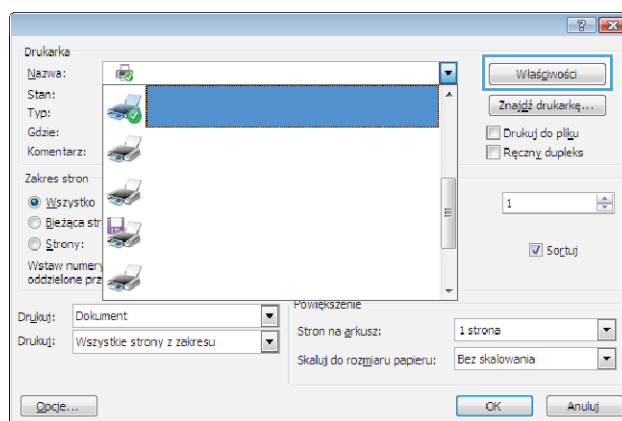 Drukarka
Nazwa:
Właściwości
Stan:
Typ:
Znajdź drukarkę...
Gdzie:
Drukuj do pliku
Komentarz:
Ręczny dupleks
Zakres stron
Wszystko
1
Bieżąca str
Strony:
Sortuj
Wstaw numery
oddzielone prz
Powiększenie
Drukuj: Dokument
Stron na arkusz: 1 strona
Drukuj: Wszystkie strony z zakresu
Skaluj do rozmiaru papieru: Bez skalowania
Opcje... OK Anuluj